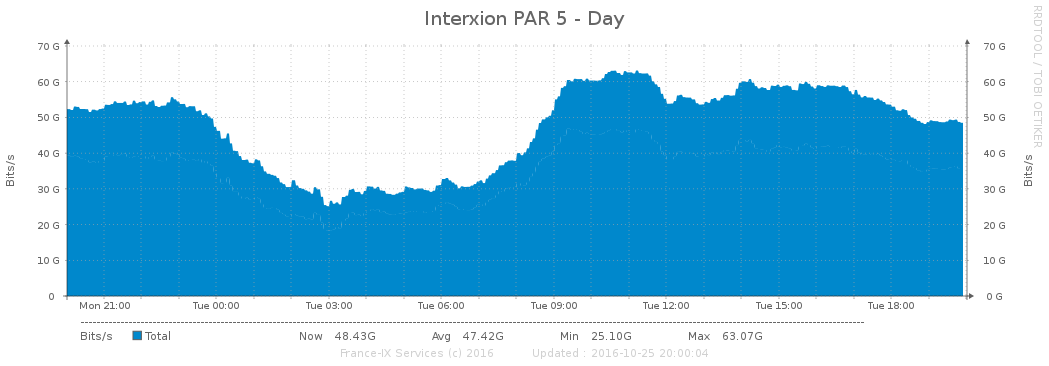 Interxion PAR 5 - Day
RRDTOOL / TOBI OETIKER
Bits/s
Bits/s
70 G 70 G
60 G 60 G
50 G 50 G
40 G 40 G
30 G 30 G
20 G 20 G
10 G 10 G
0 0 G
Mon 21:00 Tue 00:00 Tue 03:00 Tue 06:00 Tue 09:00 Tue 12:00 Tue 15:00 Tue 18:00
Bits/s Total Now 48.43G Avg 47.42G Min 25.10G Max 63.07G
France-IX Services (c) 2016 Updated : 2016-10-25 20:00:04